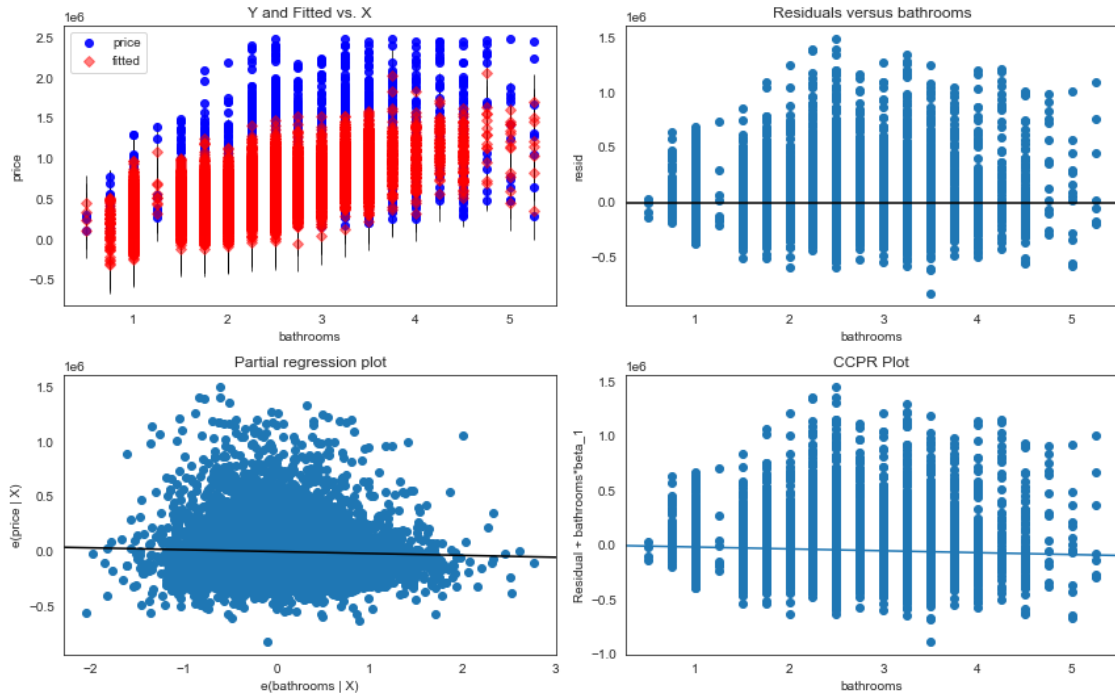 Y and Fitted vs. X
1e6
price
fitted
2.5
2.0
1.5
1.0
0.5
0.0
−0.5
price
1 2 3 4 5
bathrooms
Residuals versus bathrooms
1e6
1.5
1.0
0.5
0.0
−0.5
resid
1 2 3 4 5
bathrooms
Partial regression plot
1e6
1.5
1.0
0.5
0.0
−0.5
e(price | X)
−2 −1 0 1 2 3
e(bathrooms | X)
CCPR Plot
1e6
1.5
1.0
0.5
0.0
−0.5
−1.0
Residual + bathrooms*beta_1
1 2 3 4 5
bathrooms